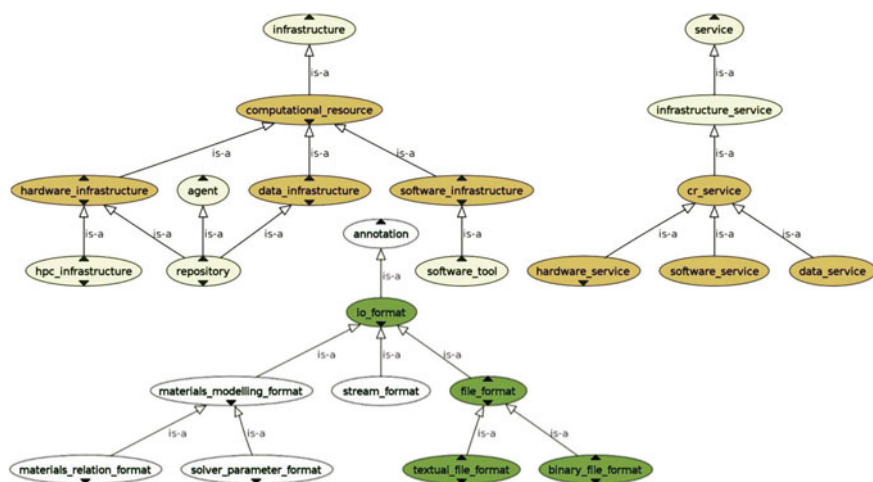 infrastructure
service
is-a
is-a
computational_resource
infrastructure_service
is-a
is-a
is-a
is-a
hardware_infrastructure
agent
data_infrastructure
software_infrastructure
cr_service
is-a
is-a
is-a
is-a
is-a
annotation
is-a
is-a
is-a
hpc_infrastructure
repository
software_tool
hardware_service
software_service
data_service
is-a
io_format
is-a
is-a
is-a
materials_modelling_format
stream_format
file_format
is-a
is-a
is-a
is-a
materials_relation_format
solver_parameter_format
textual_file_format
binary_file_format